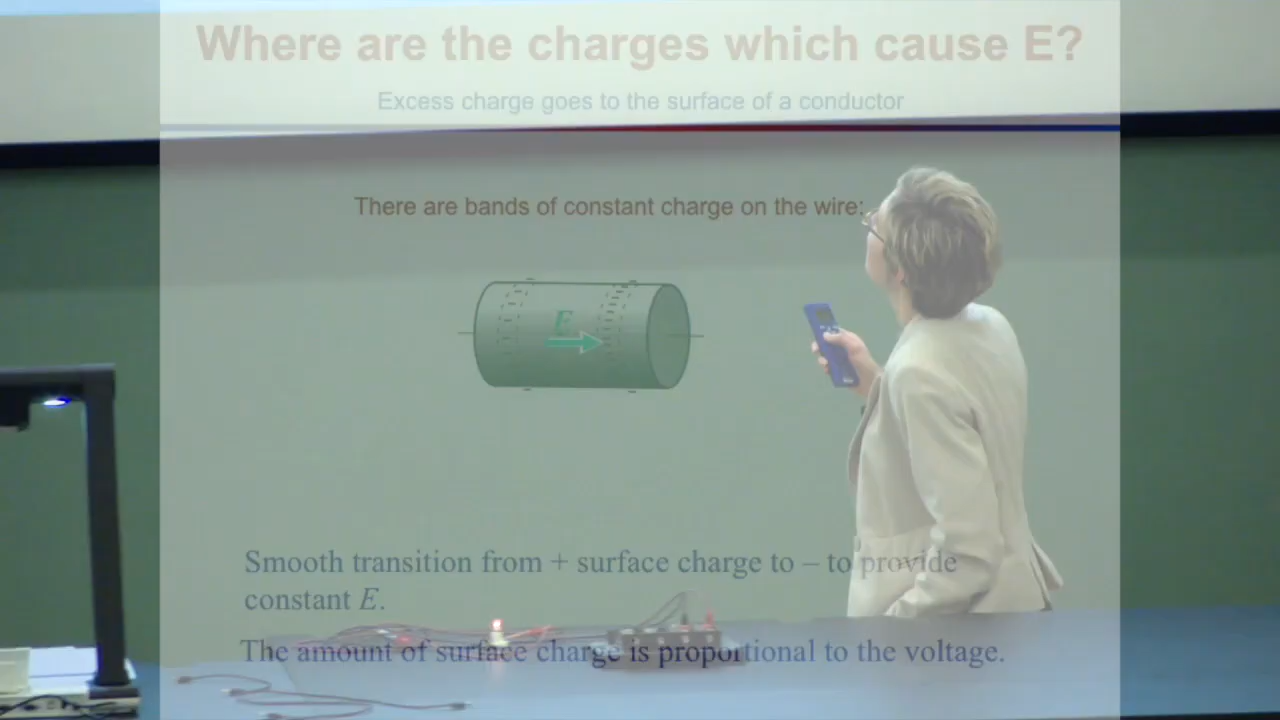 Where are the charges which cause E?
Excess charge goes to the surface of a conductor
There are bands of constant charge on the wire:
E
Smooth transition from + surface charge to – to provide
constant E.
The amount of surface charge is proportional to the voltage.